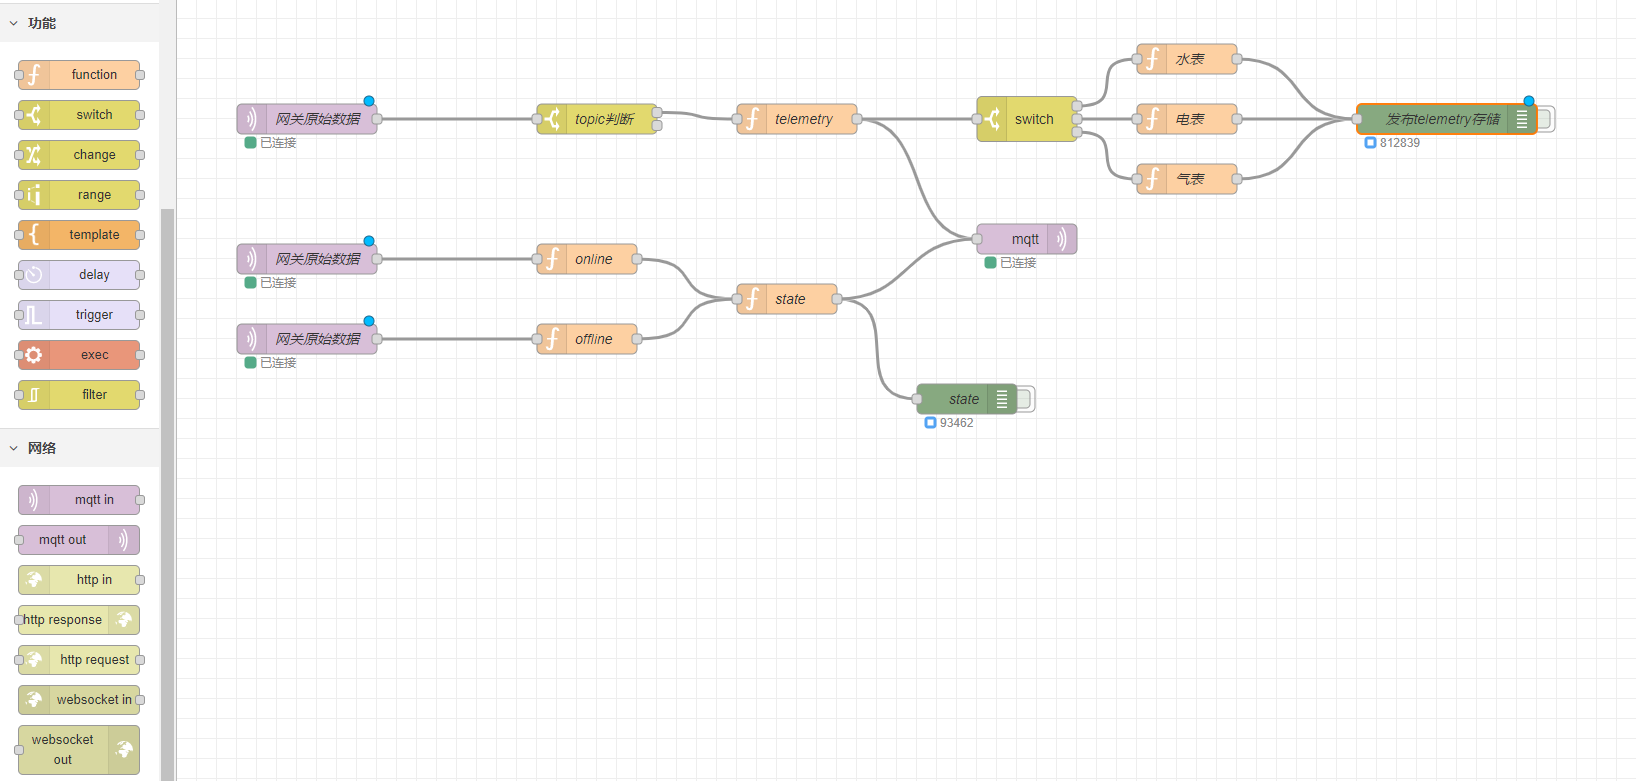 功能
function
switch
change
range
template
delay
trigger
exec
filter
网络
mqtt in
mqtt out
http in
http response
http request
websocket in
websocket
out
网关原始数据
已连接
topic判断
telemetry
switch
水表
电表
气表
发布telemetry存储
812839
mqtt
已连接
网关原始数据
已连接
online
state
网关原始数据
已连接
offline
state
93462